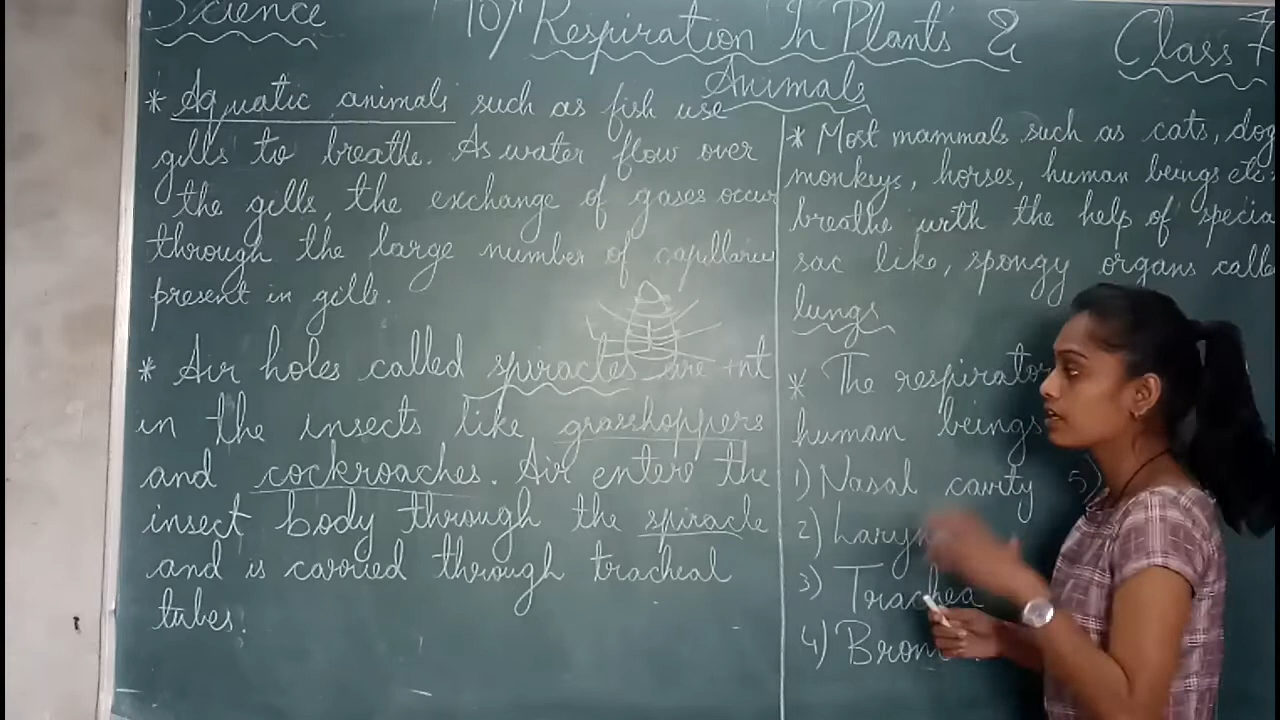 Science
10) Respiration In Plants &
Animals
Class 7
* Aquatic animals such as fish use
gills to breathe. As water flow over
the gills, the exchange of gases occur
through the large number of capillaries
present in gills.
* Air holes called spiracles are
in the insects like grasshoppers
and cockroaches. Air enters the
insect body through the spiracle
and is carried through tracheal
tubes.
* Most mammals such as cats, dog
monkeys, horses, human beings etc.
breathe with the help of specia
sac like, spongy organs calle
lungs
* The respirator
human beings
1) Nasal cavity 5)
2) Laryn
3) Trachea
4) Bron